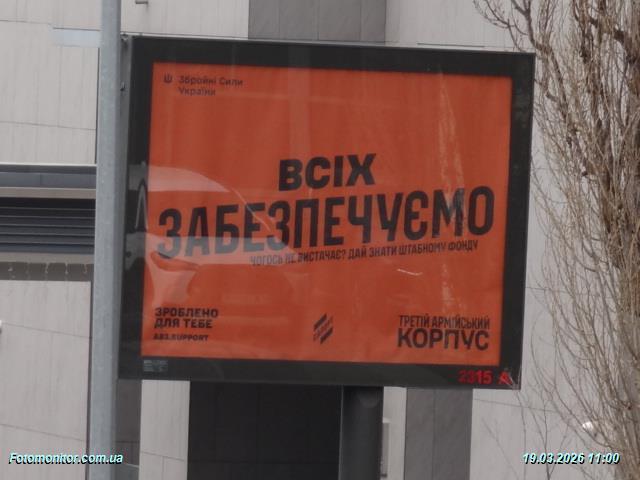 Збройні Сили
України
ВСІХ
ЗАБЕЗПЕЧУЄМО
ЧОГОСЬ НЕ ВИСТАЧАЄ? ДАЙ ЗНАТИ ШТАБНОМУ ФОНДУ
ЗРОБЛЕНО
ДЛЯ ТЕБЕ
AB3.SUPPORT
ТРЕТІЙ АРМІЙСЬКИЙ
КОРПУС
2315 A
Fotomonitor.com.ua
19.03.2026 11:00